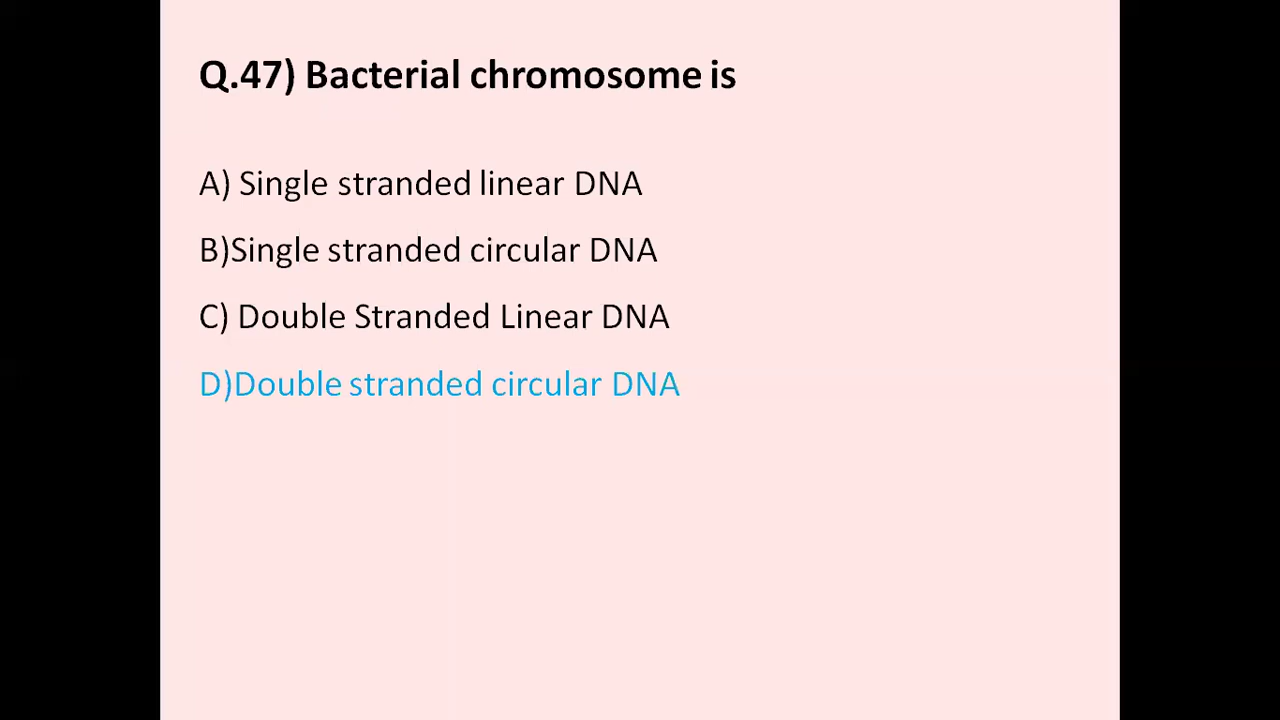 Q.47) Bacterial chromosome is
A) Single stranded linear DNA
B)Single stranded circular DNA
C) Double Stranded Linear DNA
D)Double stranded circular DNA